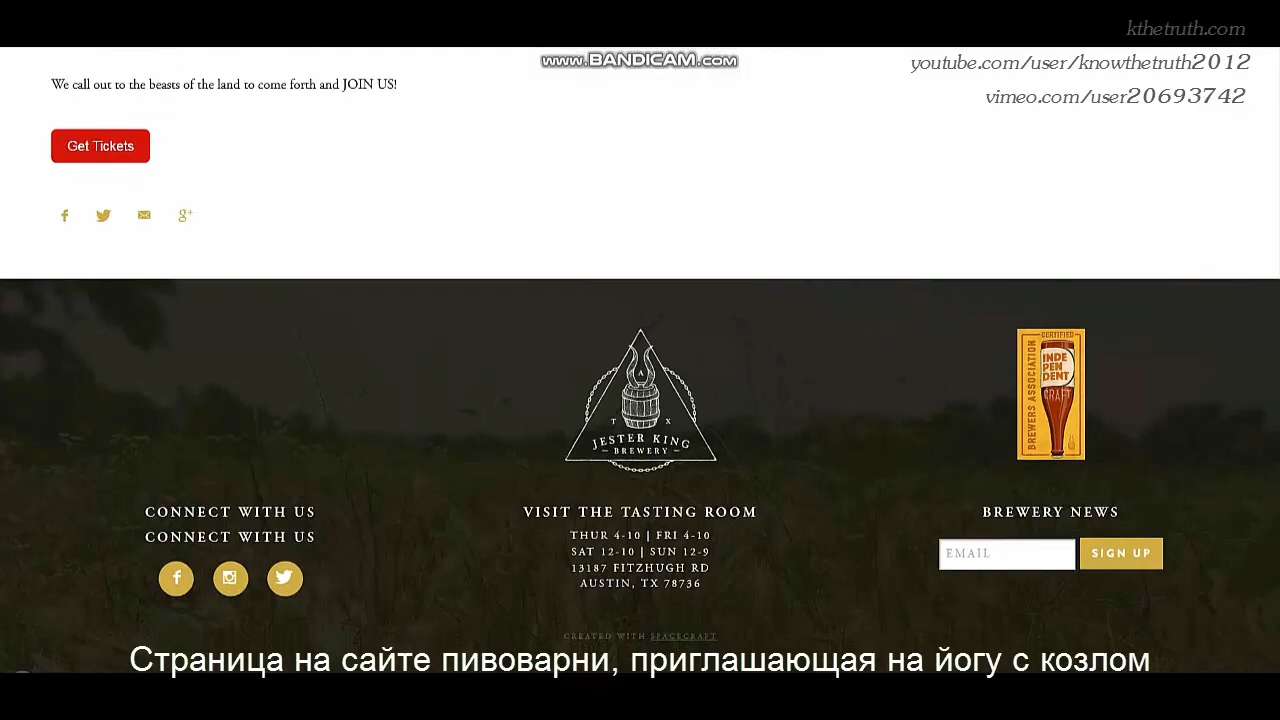 kthetruth.com
www.BANDICAM.com
youtube.com/user/knowthetruth2012
vimeo.com/user20693742
We call out to the beasts of the land to come forth and JOIN US!
Get Tickets
g+
CERTIFIED
INDE
PEN
DENT
CRAFT
BREWERS ASSOCIATION
A
T X
JESTER KING
– BREWERY –
CONNECT WITH US
CONNECT WITH US
VISIT THE TASTING ROOM
THUR 4-10 | FRI 4-10
SAT 12-10 | SUN 12-9
13187 FITZHUGH RD
AUSTIN, TX 78736
BREWERY NEWS
EMAIL
SIGN UP
CREATED WITH SPACECRAFT
Страница на сайте пивоварни, приглашающая на йогу с козлом